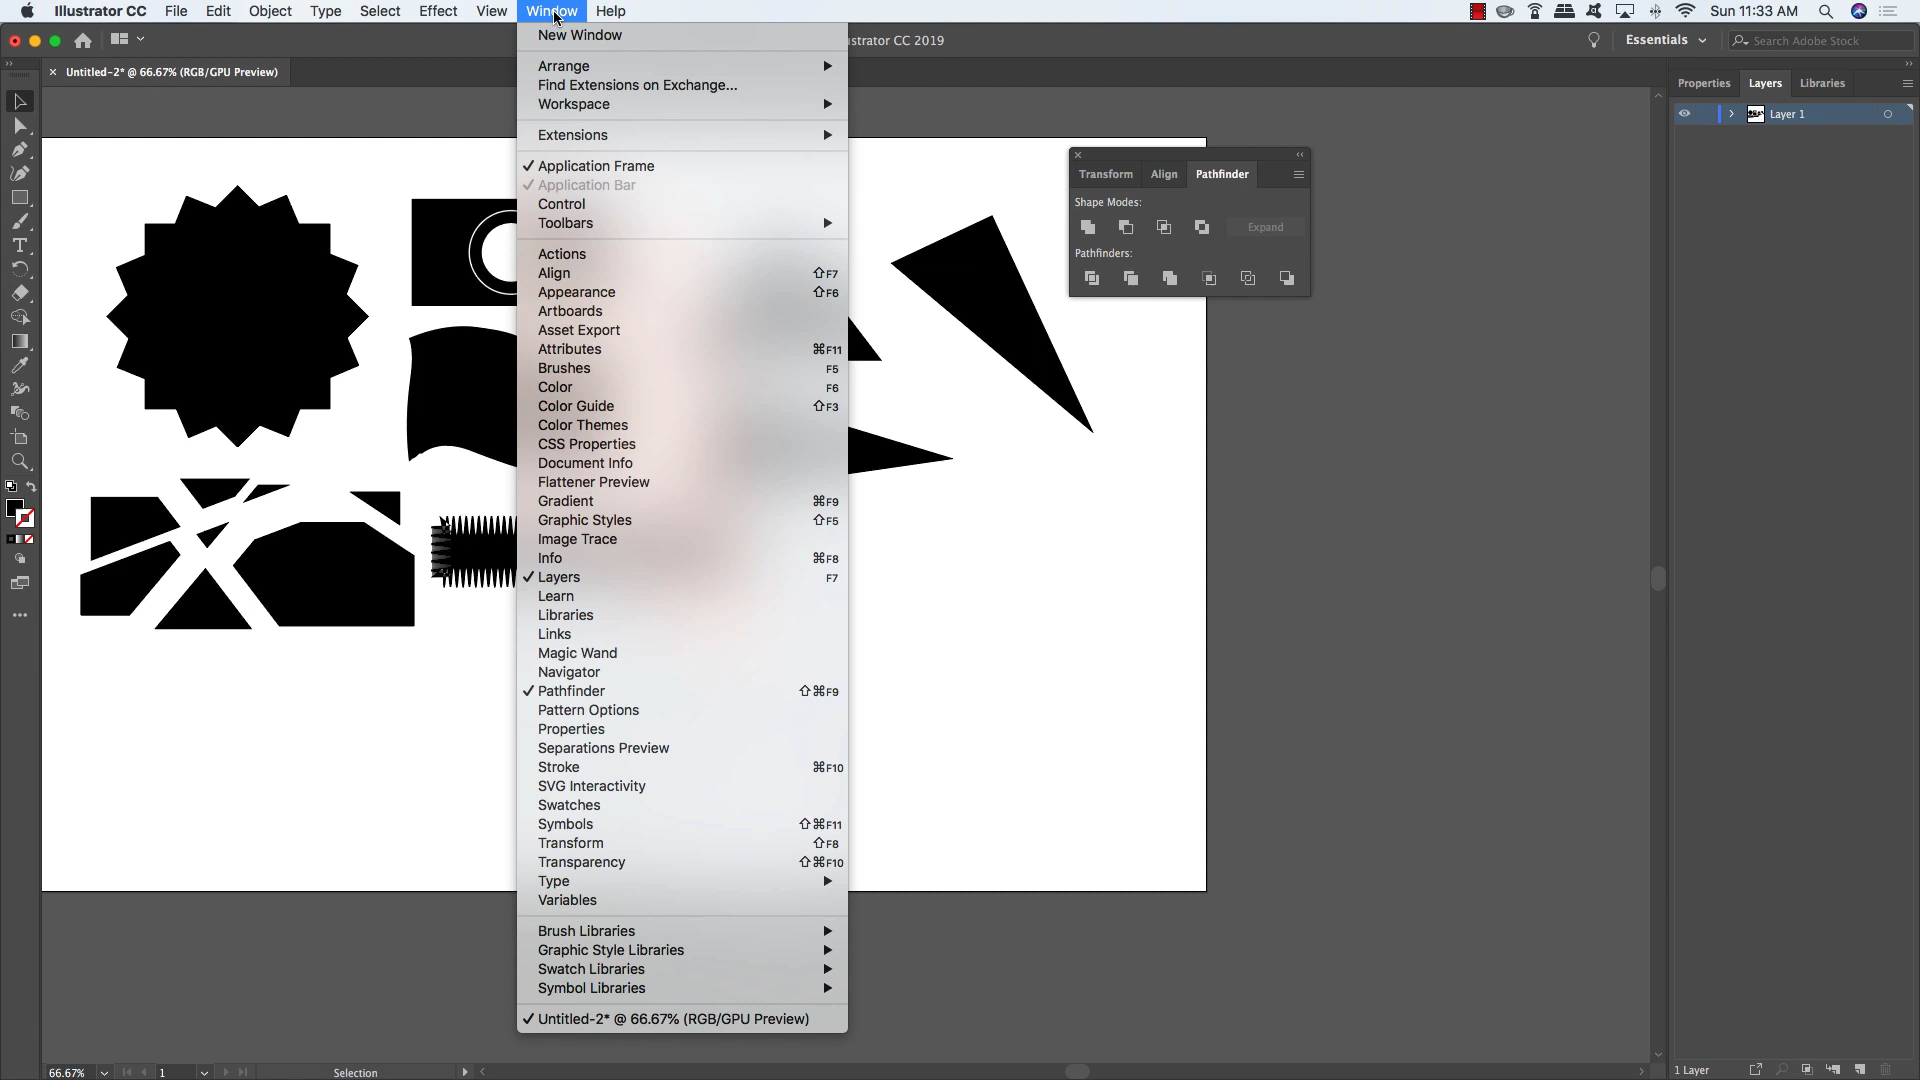 Illustrator CC File Edit Object Type Select Effect View Window Help Sun 11:33 AM
strator CC 2019 Essentials Search Adobe Stock
Untitled-2* @ 66.67% (RGB/GPU Preview)
New Window
Arrange
Find Extensions on Exchange...
Workspace
Extensions
Application Frame
Application Bar
Control
Toolbars
Actions
Align ⇧F7
Appearance ⇧F6
Artboards
Asset Export
Attributes ⌘F11
Brushes F5
Color F6
Color Guide ⇧F3
Color Themes
CSS Properties
Document Info
Flattener Preview
Gradient ⌘F9
Graphic Styles ⇧F5
Image Trace
Info ⌘F8
Layers F7
Learn
Libraries
Links
Magic Wand
Navigator
Pathfinder ⇧⌘F9
Pattern Options
Properties
Separations Preview
Stroke ⌘F10
SVG Interactivity
Swatches
Symbols ⇧⌘F11
Transform ⇧F8
Transparency ⇧⌘F10
Type
Variables
Brush Libraries
Graphic Style Libraries
Swatch Libraries
Symbol Libraries
Untitled-2* @ 66.67% (RGB/GPU Preview)
Transform Align Pathfinder
Shape Modes:
Expand
Pathfinders:
Properties Layers Libraries
Layer 1
66.67% 1 Selection
1 Layer